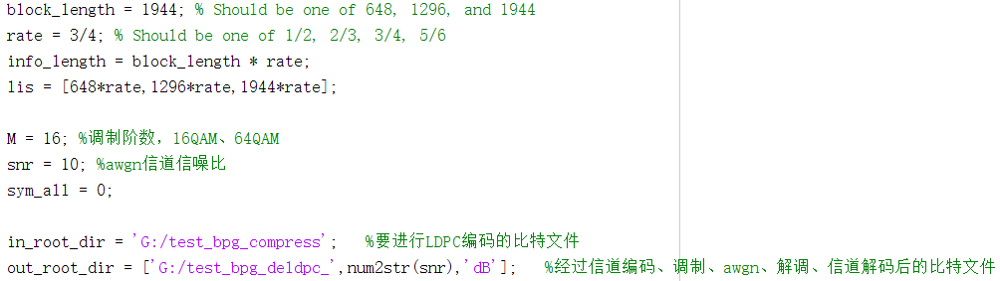 block_length = 1944; % Should be one of 648, 1296, and 1944
rate = 3/4; % Should be one of 1/2, 2/3, 3/4, 5/6
info_length = block_length * rate;
lis = [648*rate,1296*rate,1944*rate];
M = 16; %调制阶数，16QAM、64QAM
snr = 10; %awgn信道信噪比
sym_all = 0;
in_root_dir = 'G:/test_bpg_compress';   %要进行LDPC编码的比特文件
out_root_dir = ['G:/test_bpg_deldpc_',num2str(snr),'dB'];   %经过信道编码、调制、awgn、解调、信道解码后的比特文件